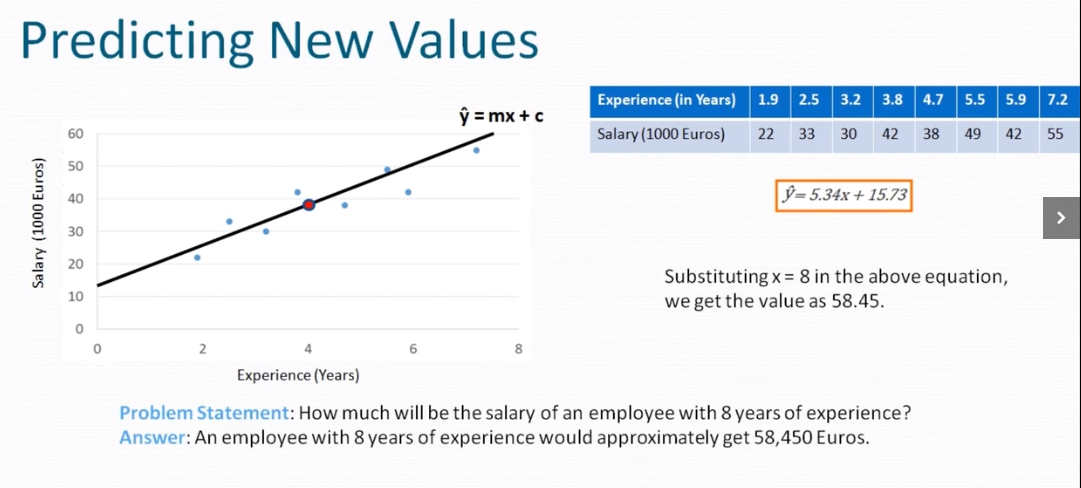 Predicting New Values
ŷ = mx + c
60
50
40
30
20
10
0
Salary (1000 Euros)
0 2 4 6 8
Experience (Years)
Experience (in Years) 1.9 2.5 3.2 3.8 4.7 5.5 5.9 7.2
Salary (1000 Euros) 22 33 30 42 38 49 42 55
ŷ= 5.34x + 15.73
Substituting x = 8 in the above equation,
we get the value as 58.45.
Problem Statement: How much will be the salary of an employee with 8 years of experience?
Answer: An employee with 8 years of experience would approximately get 58,450 Euros.